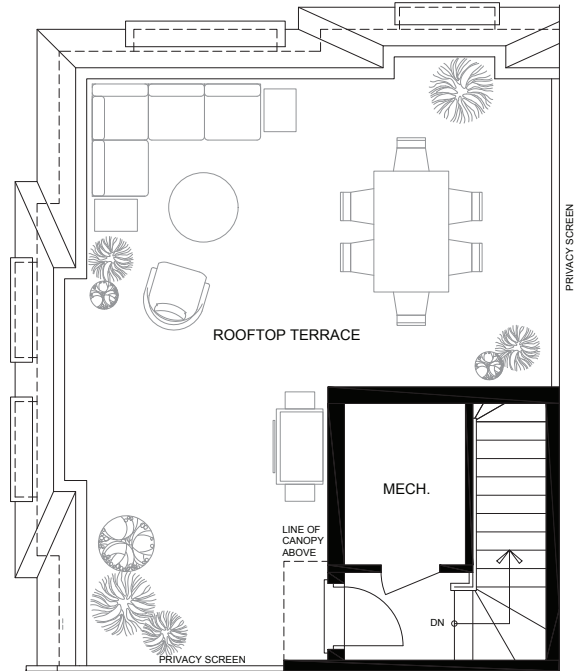 PRIVACY SCREEN
ROOFTOP TERRACE
MECH.
LINE OF
CANOPY
ABOVE
DN
PRIVACY SCREEN